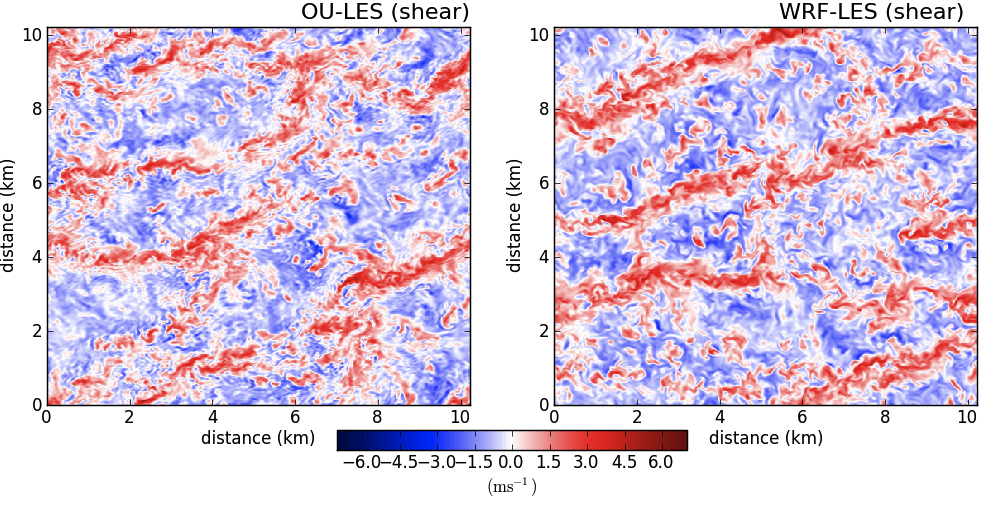 OU-LES (shear)
WRF-LES (shear)
10
8
6
4
2
0
distance (km)
0 2 4 6 8 10
distance (km)
10
8
6
4
2
0
distance (km)
0 2 4 6 8 10
distance (km)
−6.0−4.5−3.0−1.5 0.0 1.5 3.0 4.5 6.0
(ms⁻¹)